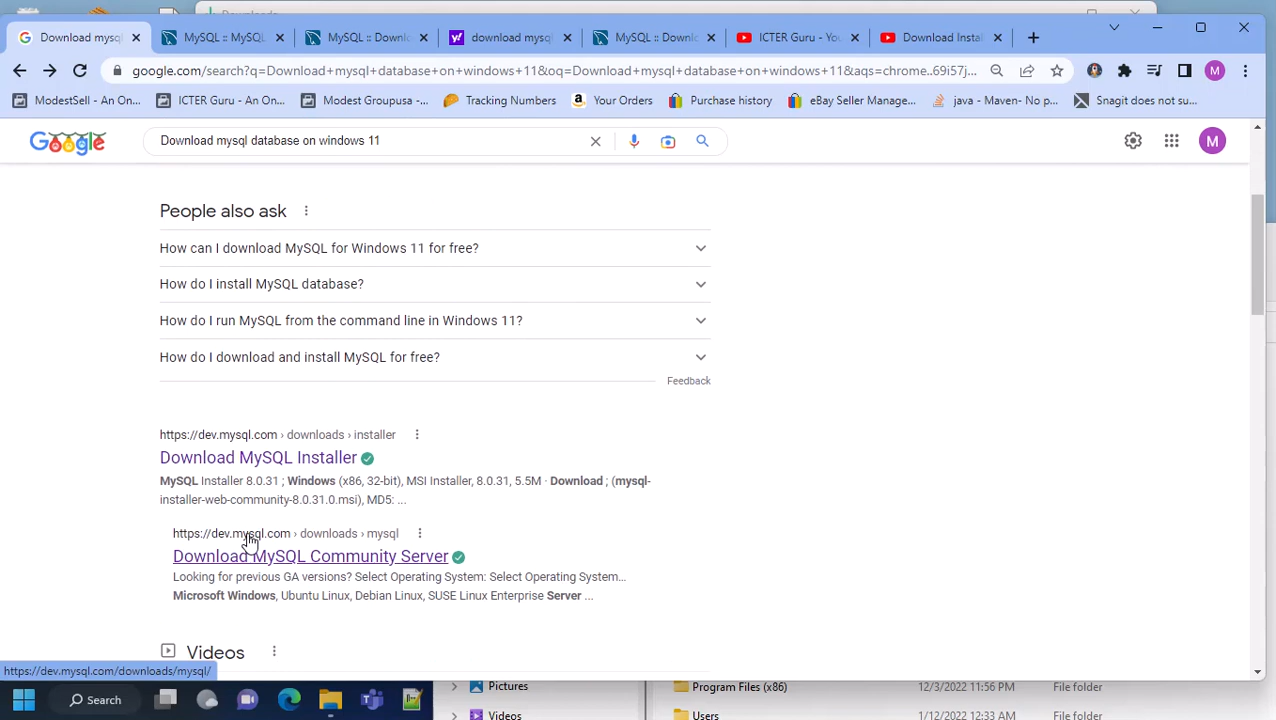 Downloads
Download mysq
MySQL :: MySQL
MySQL :: Downlo
download mysql
MySQL :: Downlo
ICTER Guru - You
Download Instal
google.com/search?q=Download+mysql+database+on+windows+11&oq=Download+mysql+database+on+windows+11&aqs=chrome..69i57j...
M
ModestSell - An On...
ICTER Guru - An On...
Modest Groupusa -...
Tracking Numbers
Your Orders
Purchase history
eBay Seller Manage...
java - Maven- No p...
Snagit does not su...
Google
Download mysql database on windows 11
M
People also ask
How can I download MySQL for Windows 11 for free?
How do I install MySQL database?
How do I run MySQL from the command line in Windows 11?
How do I download and install MySQL for free?
Feedback
https://dev.mysql.com › downloads › installer
Download MySQL Installer
MySQL Installer 8.0.31 ; Windows (x86, 32-bit), MSI Installer, 8.0.31, 5.5M · Download ; (mysql-
installer-web-community-8.0.31.0.msi), MD5: ...
https://dev.mysql.com › downloads › mysql
Download MySQL Community Server
Looking for previous GA versions? Select Operating System: Select Operating System...
Microsoft Windows, Ubuntu Linux, Debian Linux, SUSE Linux Enterprise Server ...
Videos
https://dev.mysql.com/downloads/mysql/
Search
Pictures
Program Files (x86)
12/3/2022 11:56 PM
File folder
Videos
Users
1/12/2022 12:33 AM
File folder